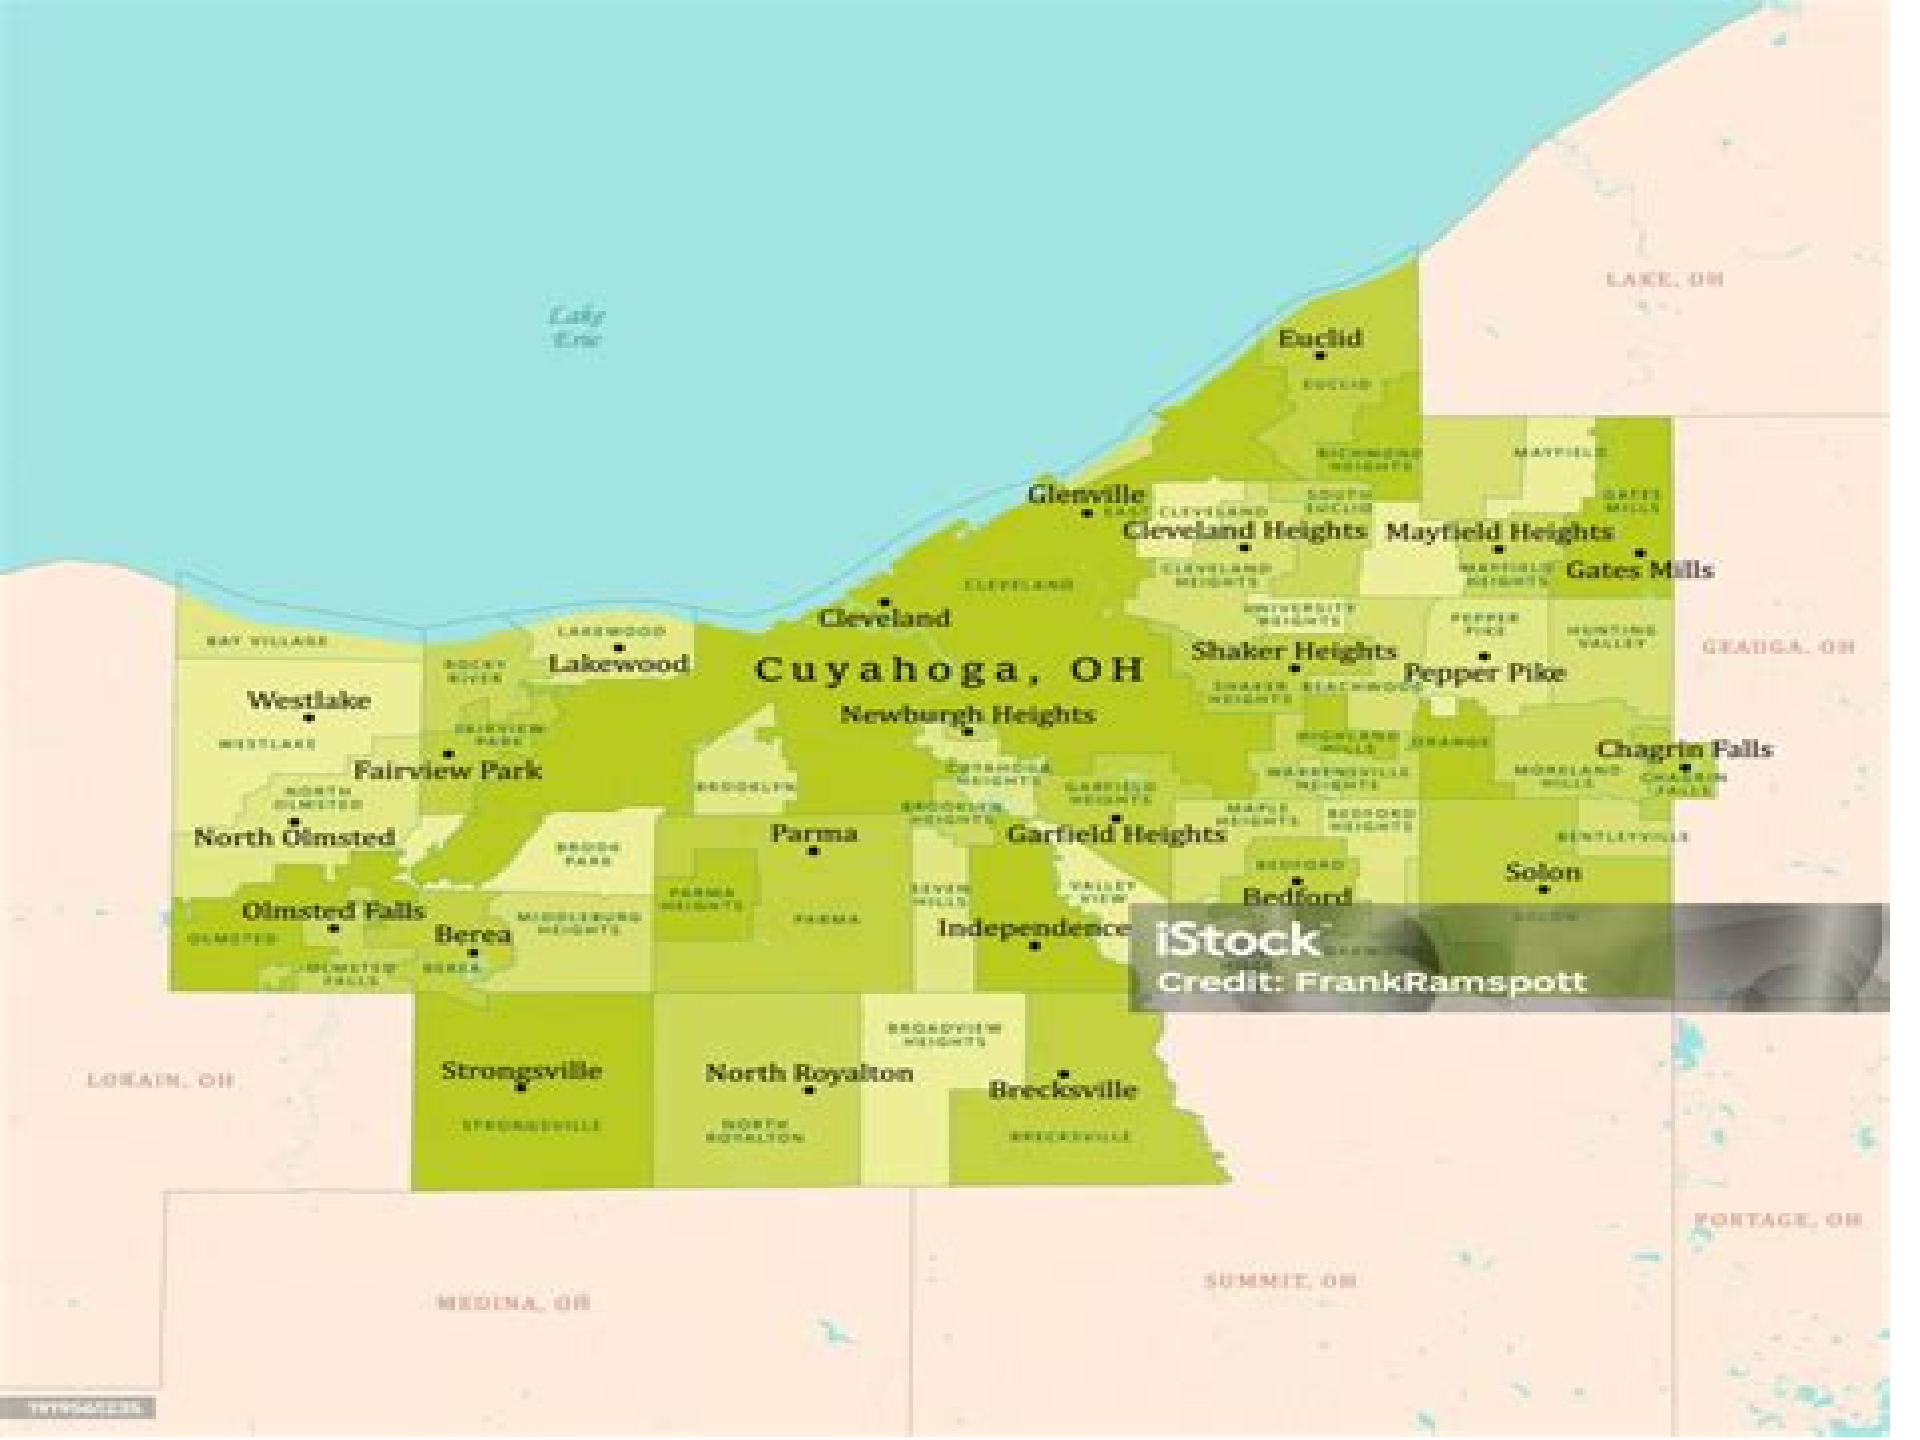 Lake
Erie
LAKE, OH
Euclid
EUCLID
RICHMOND
HEIGHTS
MAYFIELD
Glenville
SOUTH
EUCLID
GATES
MILLS
EAST CLEVELAND
Cleveland Heights
Mayfield Heights
CLEVELAND
HEIGHTS
MAYFIELD
HEIGHTS
Gates Mills
CLEVELAND
Cleveland
UNIVERSITY
HEIGHTS
PEPPER
PIKE
HUNTING
VALLEY
BAY VILLAGE
LAKEWOOD
Lakewood
ROCKY
RIVER
Cuyahoga, OH
Shaker Heights
Pepper Pike
GEAUGA, OH
SHAKER
HEIGHTS
BEACHWOOD
Westlake
WESTLAKE
Newburgh Heights
FAIRVIEW
PARK
Fairview Park
HIGHLAND
HILLS
ORANGE
Chagrin Falls
CHAGRIN
FALLS
CUYAHOGA
HEIGHTS
WARRENSVILLE
HEIGHTS
MORELAND
HILLS
BROOKLYN
GARFIELD
HEIGHTS
NORTH
OLMSTED
North Olmsted
BROOKLYN
HEIGHTS
MAPLE
HEIGHTS
BEDFORD
HEIGHTS
Parma
Garfield Heights
BENTLEYVILLE
BROOK
PARK
BEDFORD
Bedford
Solon
SOLON
PARMA
HEIGHTS
PARMA
SEVEN
HILLS
VALLEY
VIEW
Olmsted Falls
OLMSTED
Berea
BEREA
MIDDLEBURG
HEIGHTS
Independence
OLMSTED
FALLS
iStock
Credit: FrankRamspott
BROADVIEW
HEIGHTS
Strongsville
STRONGSVILLE
North Royalton
NORTH
ROYALTON
Brecksville
BRECKSVILLE
LORAIN, OH
MEDINA, OH
SUMMIT, OH
PORTAGE, OH